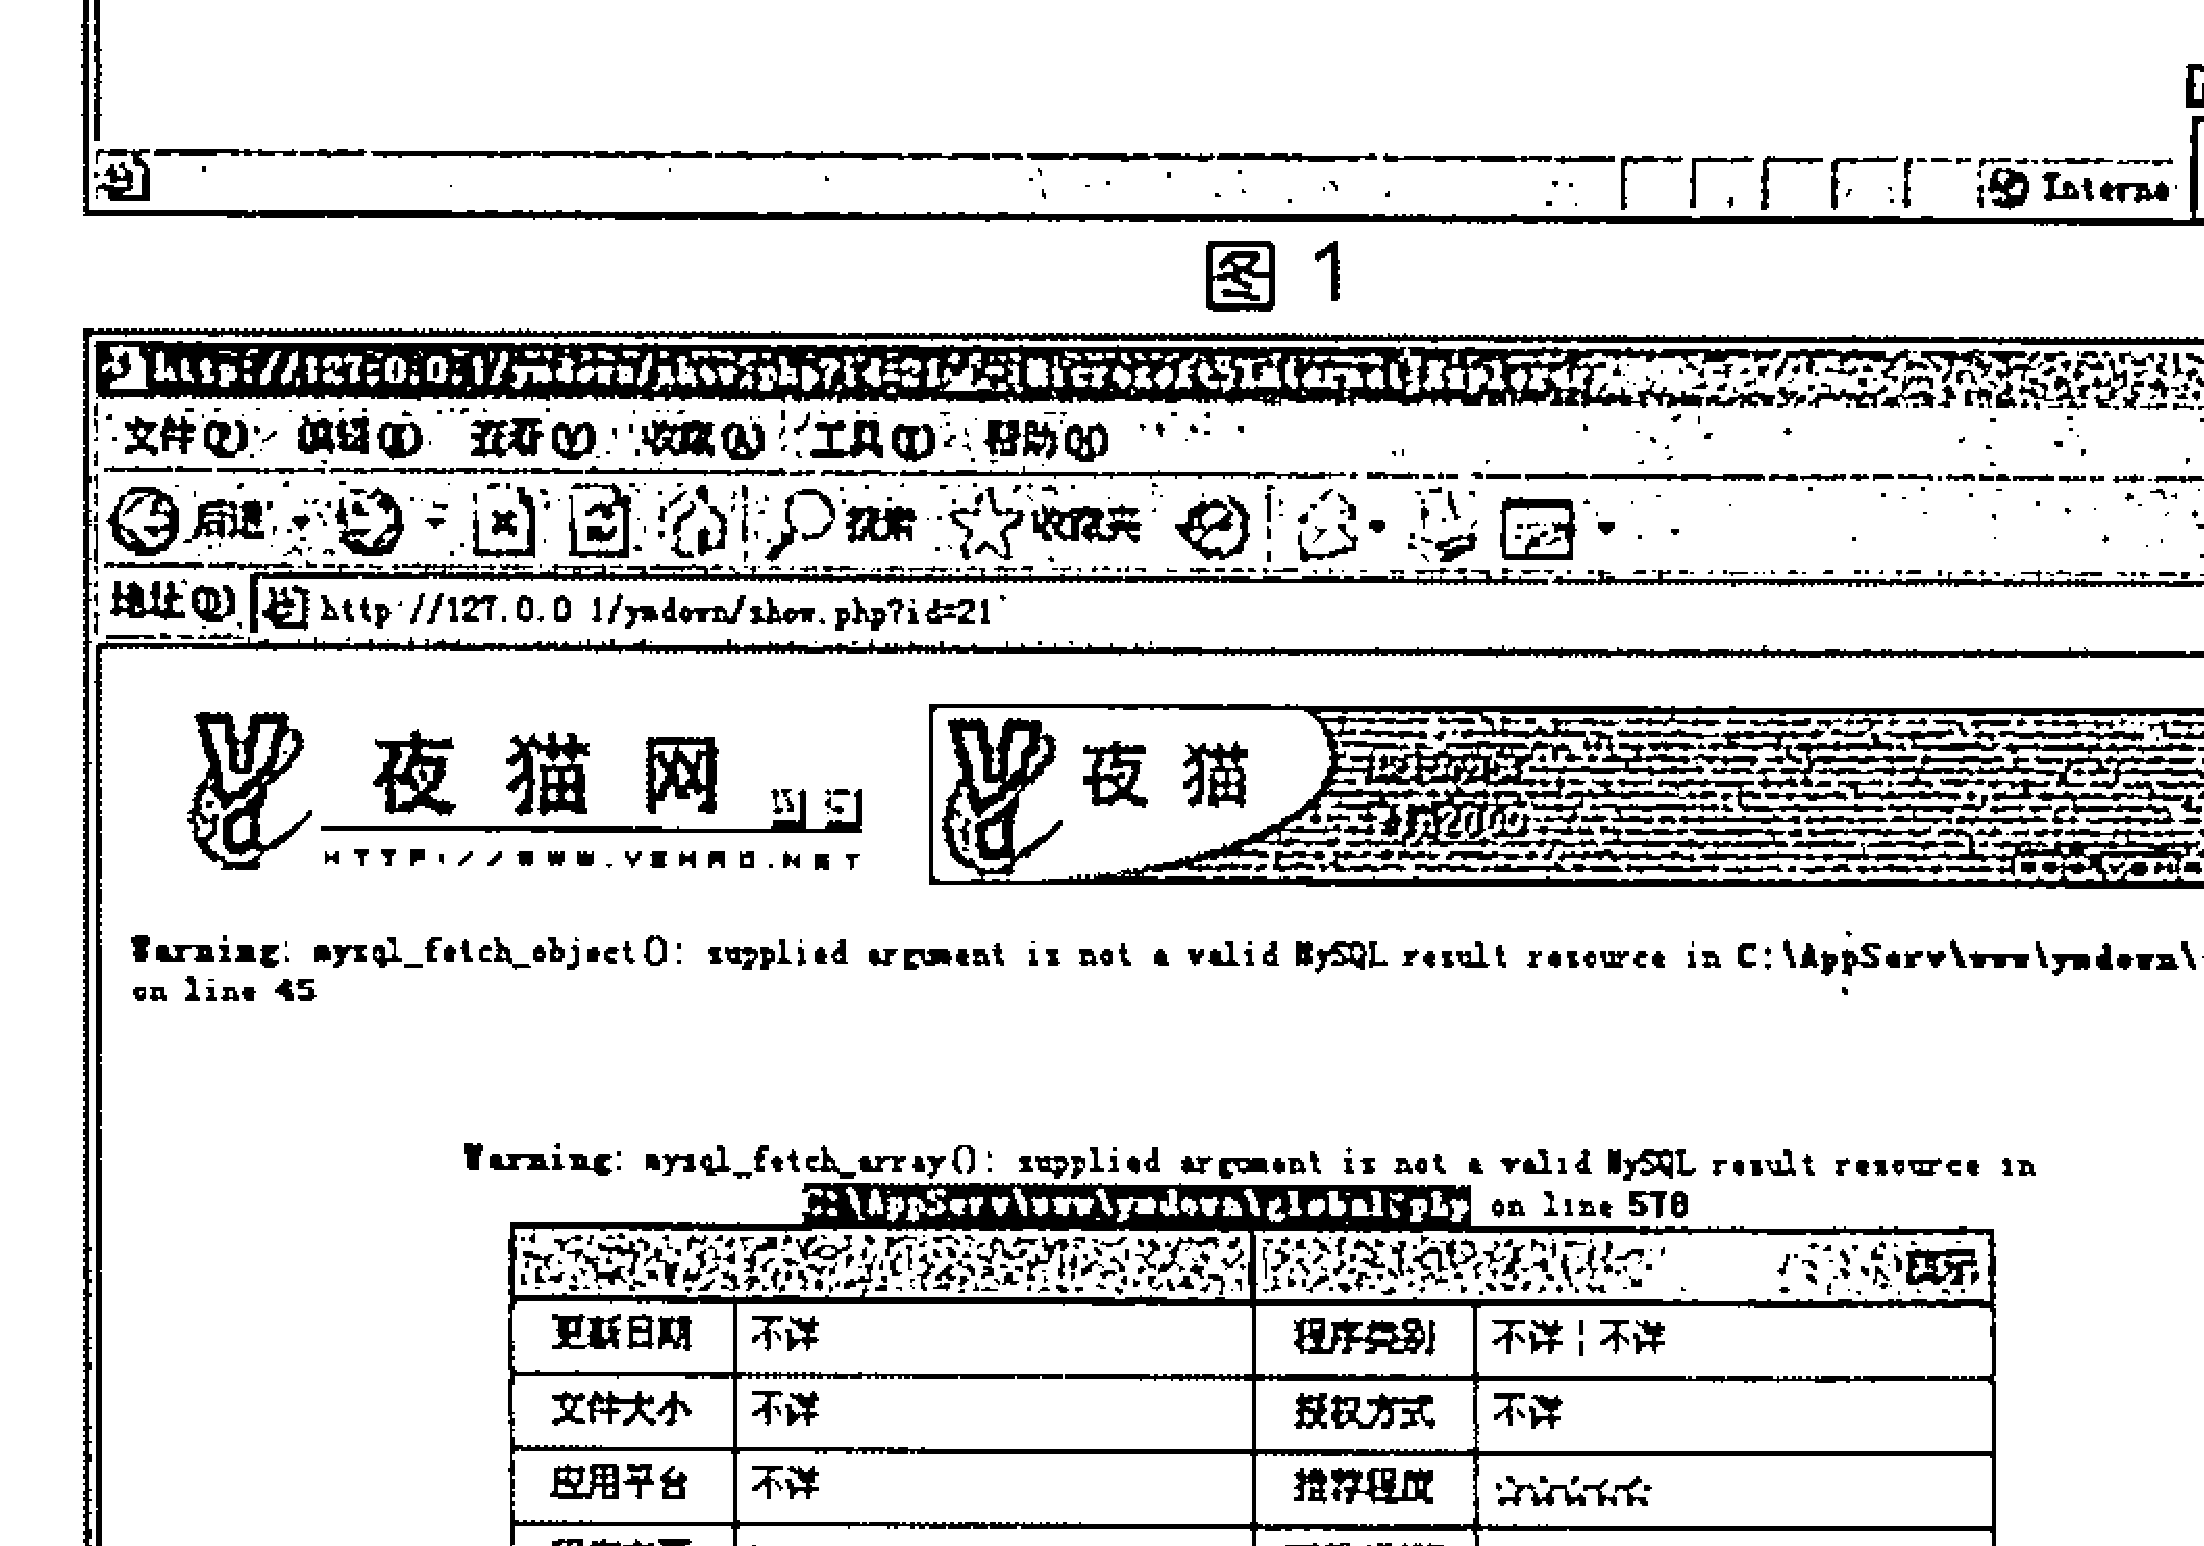 Interne
图 1
文件(F) 编辑(E) 查看(V) 收藏(A) 工具(T) 帮助(H)
后退 搜索 收藏夹
地址(D) http://127.0.0.1/ymdown/show.php?id=21'
夜猫网
HTTP://WWW.YEMAO.NET
夜猫
Warning: mysql_fetch_object(): supplied argument is not a valid MySQL result resource in C:\AppServ\www\ymdown\
on line 45
Warning: mysql_fetch_array(): supplied argument is not a valid MySQL result resource in
C:\AppServ\www\ymdown\global.php on line 578
更新日期 不详 程序类别 不详 | 不详
文件大小 不详 授权方式 不详
应用平台 不详 推荐程度 ☆☆☆☆☆